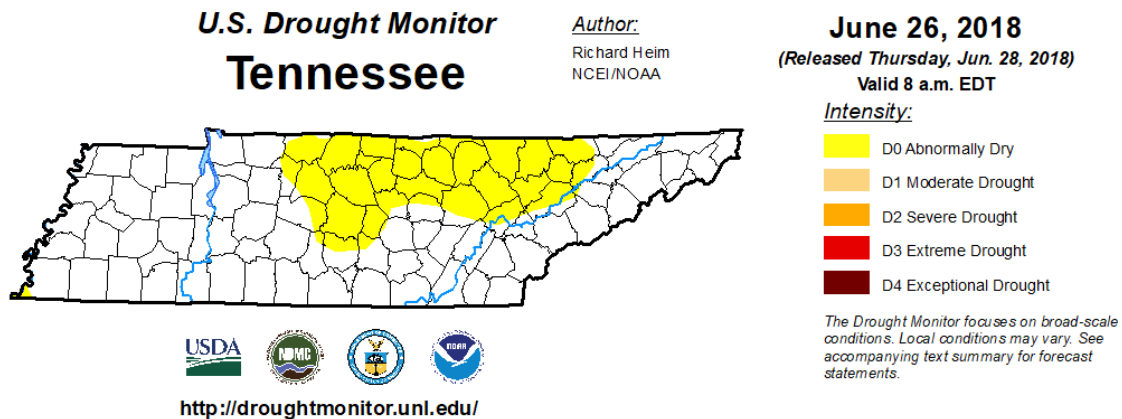 U.S. Drought Monitor
Tennessee
Author:
Richard Heim
NCEI/NOAA
June 26, 2018
(Released Thursday, Jun. 28, 2018)
Valid 8 a.m. EDT
Intensity:
D0 Abnormally Dry
D1 Moderate Drought
D2 Severe Drought
D3 Extreme Drought
D4 Exceptional Drought
The Drought Monitor focuses on broad-scale
conditions. Local conditions may vary. See
accompanying text summary for forecast
statements.
USDA
NDMC
NOAA
http://droughtmonitor.unl.edu/